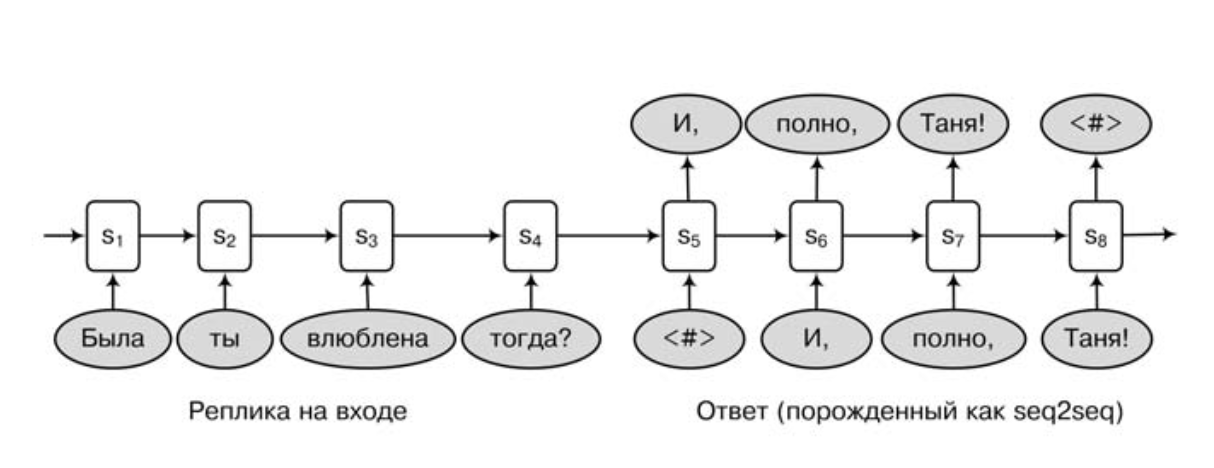 И, полно, Таня! <#>
s1 s2 s3 s4 s5 s6 s7 s8
Была ты влюблена тогда? <#> И, полно, Таня!
Реплика на входе Ответ (порожденный как seq2seq)